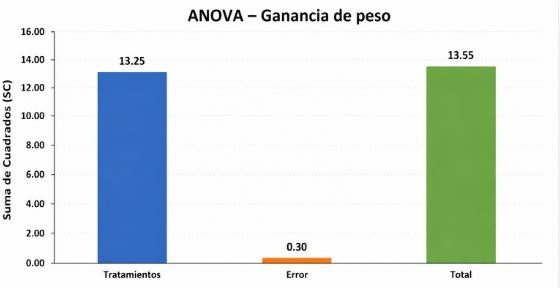 ANOVA – Ganancia de peso
Suma de Cuadrados (SC)
16.00
14.00
12.00
10.00
8.00
6.00
4.00
2.00
0.00
13.25
0.30
13.55
Tratamientos
Error
Total